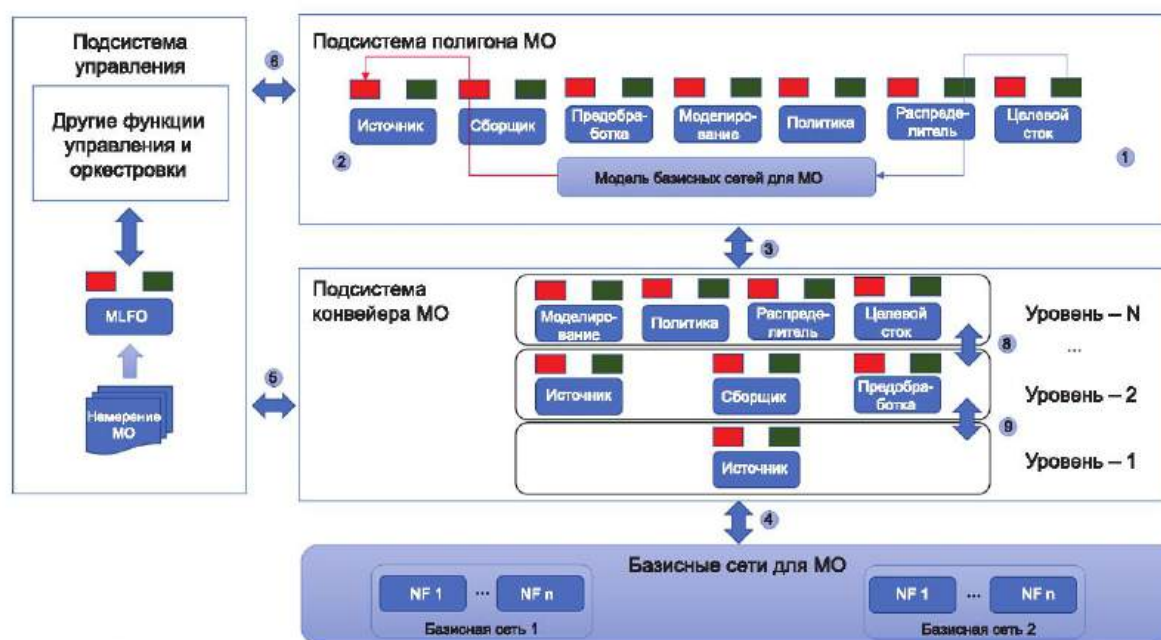 Подсистема
управления
Другие функции
управления и
оркестровки
MLFO
Намерение
МО
6
5
Подсистема полигона МО
Источник
Сборщик
Предобра-
ботка
Моделиро-
вание
Политика
Распреде-
литель
Целевой
сток
2
1
Модель базисных сетей для МО
3
Подсистема
конвейера МО
Моделиро-
вание
Политика
Распреде-
литель
Целевой
сток
Уровень – N
8
...
Источник
Сборщик
Предобра-
ботка
Уровень – 2
9
Источник
Уровень – 1
4
Базисные сети для МО
NF 1 ... NF n
Базисная сеть 1
NF 1 ... NF n
Базисная сеть 2